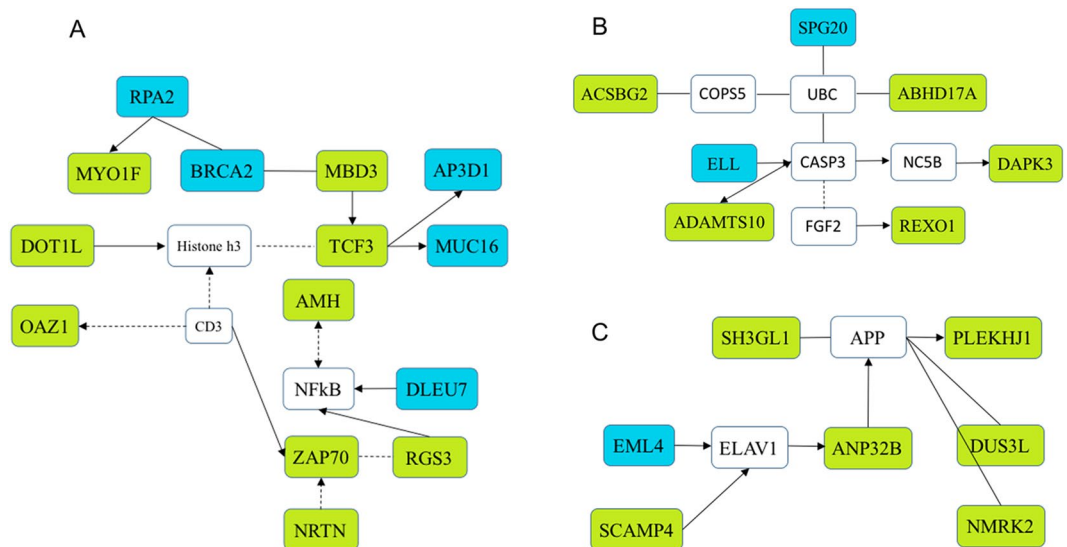 A
RPA2
MYO1F
BRCA2
MBD3
AP3D1
DOT1L
Histone h3
TCF3
MUC16
AMH
OAZ1
CD3
NFkB
DLEU7
ZAP70
RGS3
NRTN
B
SPG20
ACSBG2
COPS5
UBC
ABHD17A
ELL
CASP3
NC5B
DAPK3
ADAMTS10
FGF2
REXO1
C
SH3GL1
APP
PLEKHJ1
EML4
ELAV1
ANP32B
DUS3L
SCAMP4
NMRK2